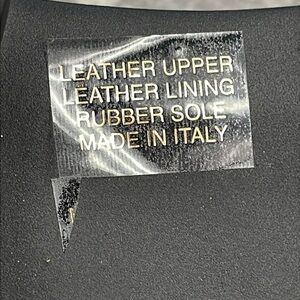 LEATHER UPPER
LEATHER LINING
RUBBER SOLE
MADE IN ITALY